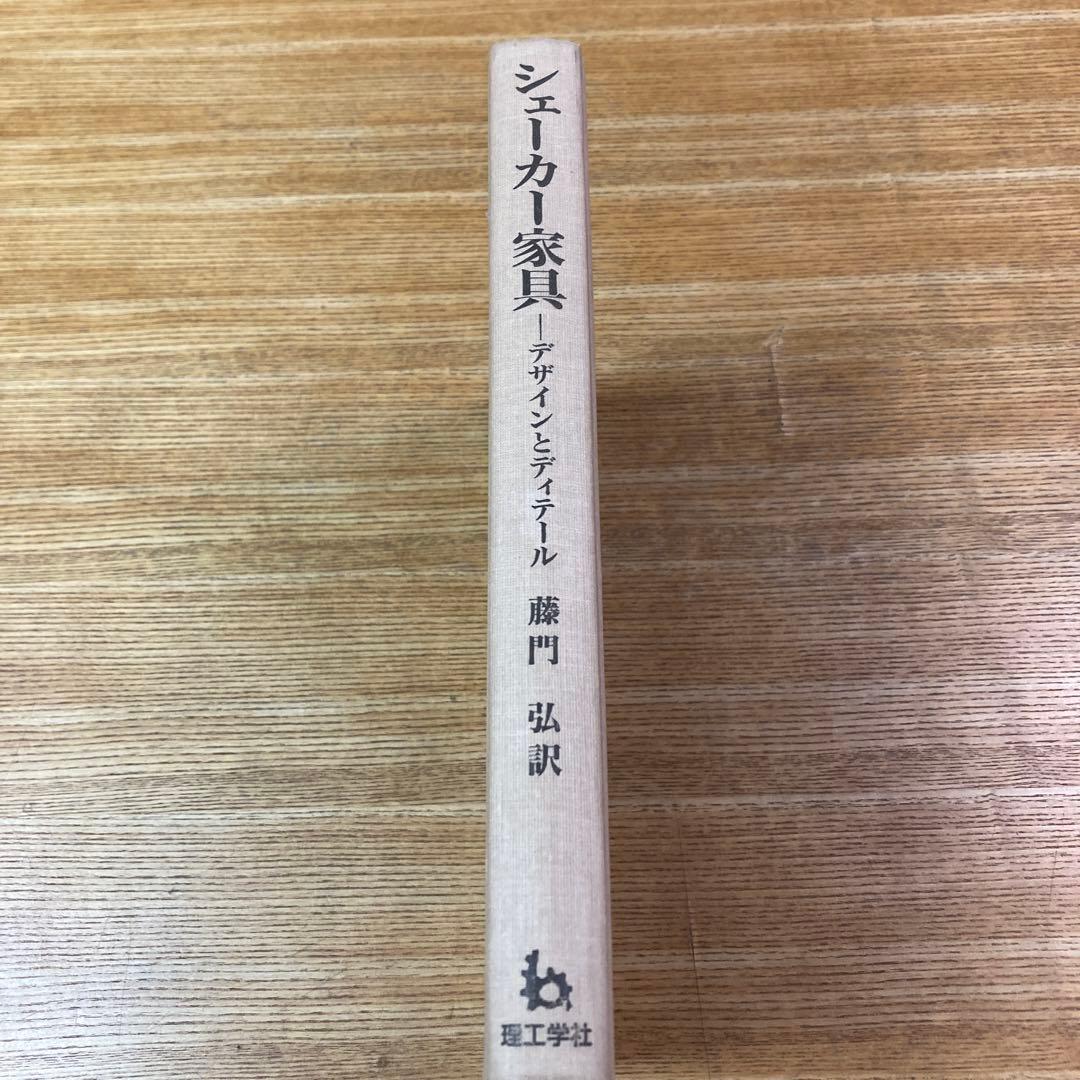 シェーカー家具
―デザインとディテール
藤門 弘訳
理工学社